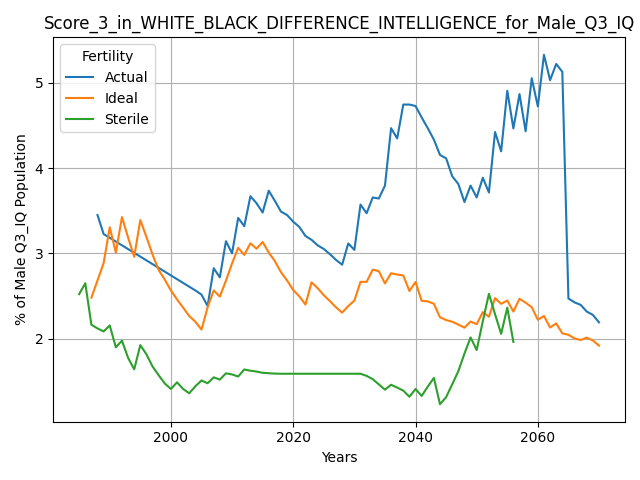 Score_3_in_WHITE_BLACK_DIFFERENCE_INTELLIGENCE_for_Male_Q3_IQ
Fertility
Actual
Ideal
Sterile
% of Male Q3_IQ Population
5
4
3
2
2000 2020 2040 2060
Years